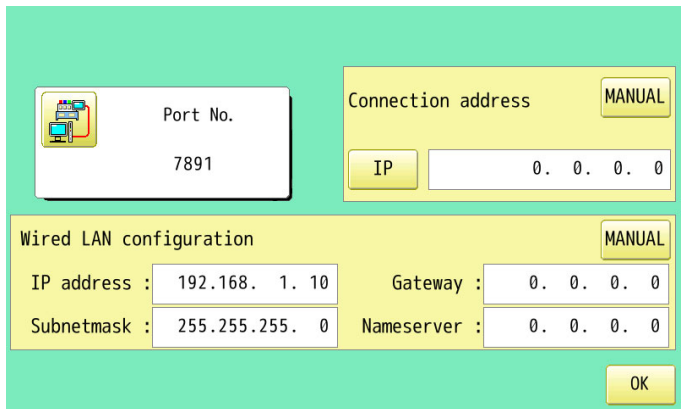 Port No.
7891
Connection address
MANUAL
IP
0. 0. 0. 0
Wired LAN configuration
MANUAL
IP address : 192.168. 1. 10
Gateway : 0. 0. 0. 0
Subnetmask : 255.255.255. 0
Nameserver : 0. 0. 0. 0
OK